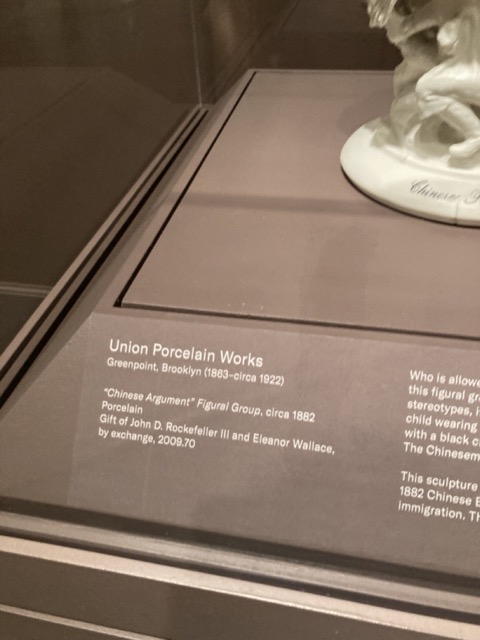 Chinese
Union Porcelain Works
Greenpoint, Brooklyn (1863–circa 1922)
“Chinese Argument” Figural Group, circa 1882
Porcelain
Gift of John D. Rockefeller III and Eleanor Wallace,
by exchange, 2009.70
Who is allowe
this figural gr
stereotypes, h
child wearing
with a black c
The Chinesem
This sculpture
1882 Chinese E
immigration. Th